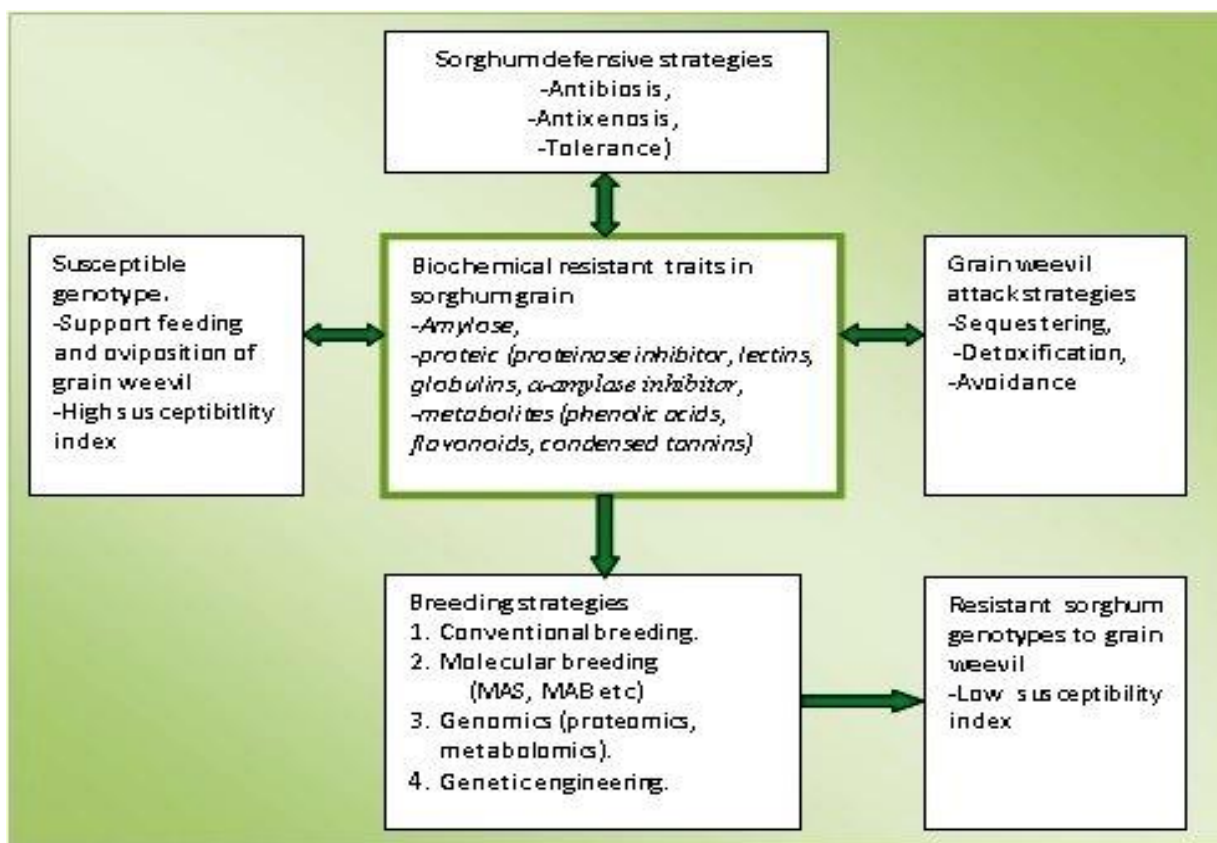 Sorghum defensive strategies
-Antibiosis,
-Antixenosis,
-Tolerance)
Susceptible
genotype.
-Support feeding
and oviposition of
grain weevil
-High susceptibitlity
index
Biochemical resistant traits in
sorghum grain
-Amylose,
-proteic (proteinase inhibitor, lectins,
globulins, α-amylase inhibitor,
-metabolites (phenolic acids,
flavonoids, condensed tannins)
Grain weevil
attack strategies
-Sequestering,
-Detoxification,
-Avoidance
Breeding strategies
1. Conventional breeding.
2. Molecular breeding
(MAS, MAB etc)
3. Genomics (proteomics,
metabolomics).
4. Genetic engineering.
Resistant sorghum
genotypes to grain
weevil
-Low susceptibility
index